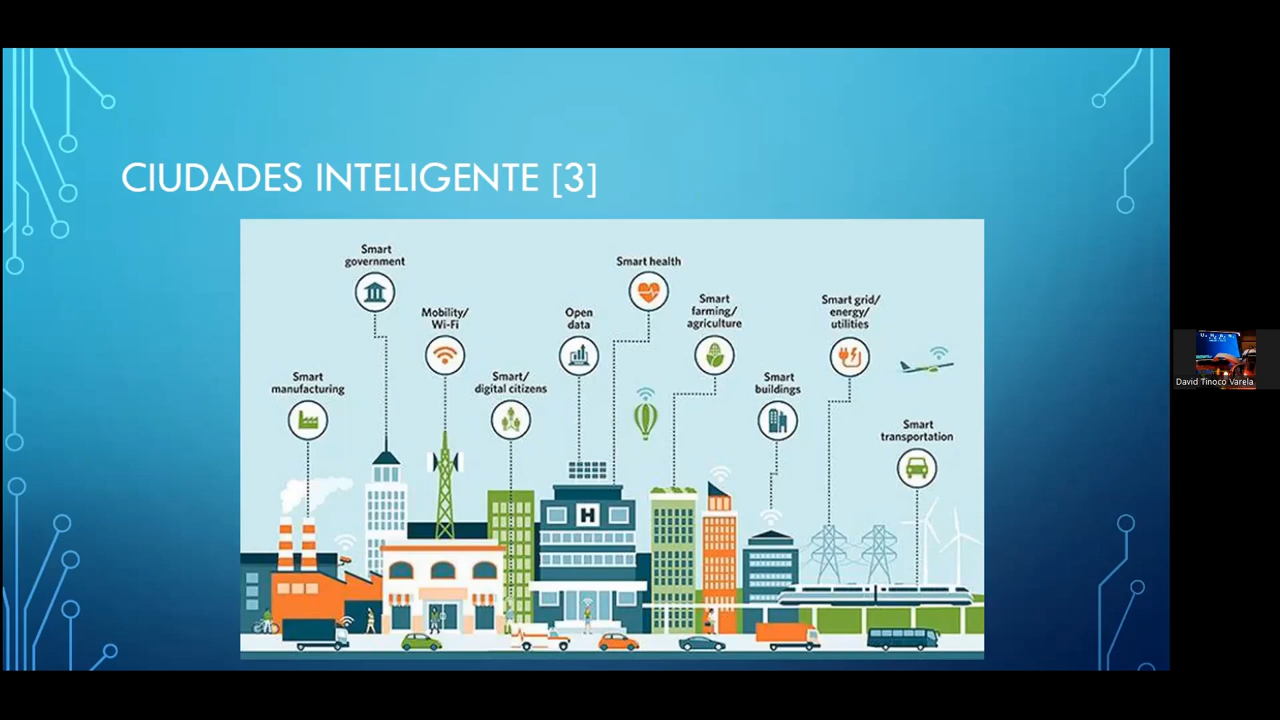 CIUDADES INTELIGENTE [3]
Smart
government
Smart health
Smart
farming/
agriculture
Smart grid/
energy/
utilities
Mobility/
Wi-Fi
Open
data
Smart
manufacturing
Smart/
digital citizens
Smart
buildings
Smart
transportation
H
David Tinoco Varela